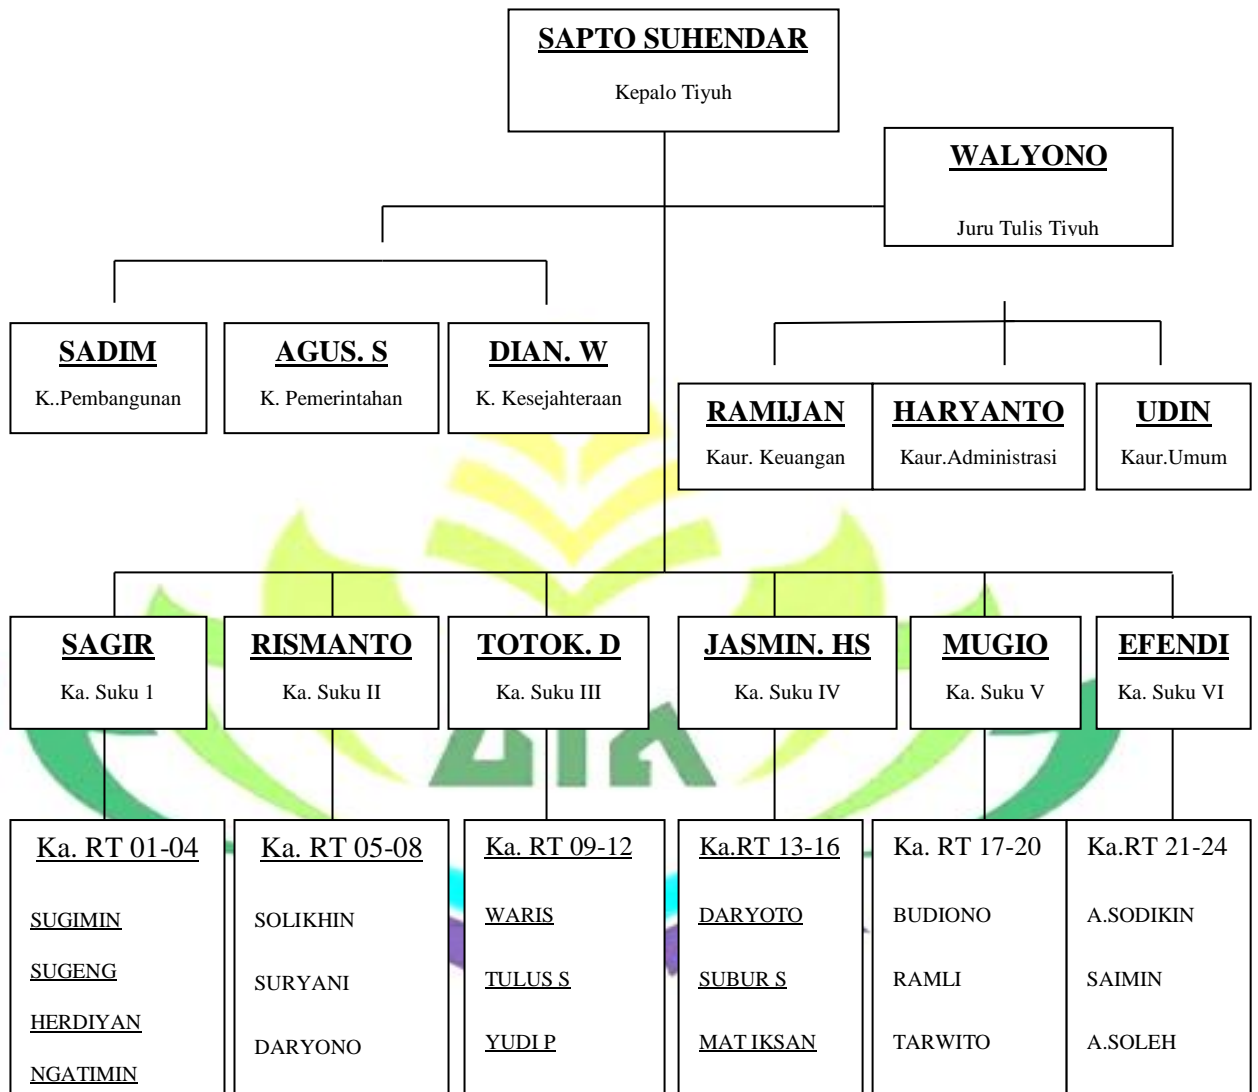 SAPTO SUHENDAR
Kepalo Tiyuh
WALYONO
Juru Tulis Tiyuh
SADIM
K..Pembangunan
AGUS. S
K. Pemerintahan
DIAN. W
K. Kesejahteraan
RAMIJAN
Kaur. Keuangan
HARYANTO
Kaur.Administrasi
UDIN
Kaur.Umum
SAGIR
Ka. Suku 1
RISMANTO
Ka. Suku II
TOTOK. D
Ka. Suku III
JASMIN. HS
Ka. Suku IV
MUGIO
Ka. Suku V
EFENDI
Ka. Suku VI
Ka. RT 01-04
SUGIMIN
SUGENG
HERDIYAN
NGATIMIN
Ka. RT 05-08
SOLIKHIN
SURYANI
DARYONO
Ka. RT 09-12
WARIS
TULUS S
YUDI P
Ka.RT 13-16
DARYOTO
SUBUR S
MAT IKSAN
Ka. RT 17-20
BUDIONO
RAMLI
TARWITO
Ka.RT 21-24
A.SODIKIN
SAIMIN
A.SOLEH